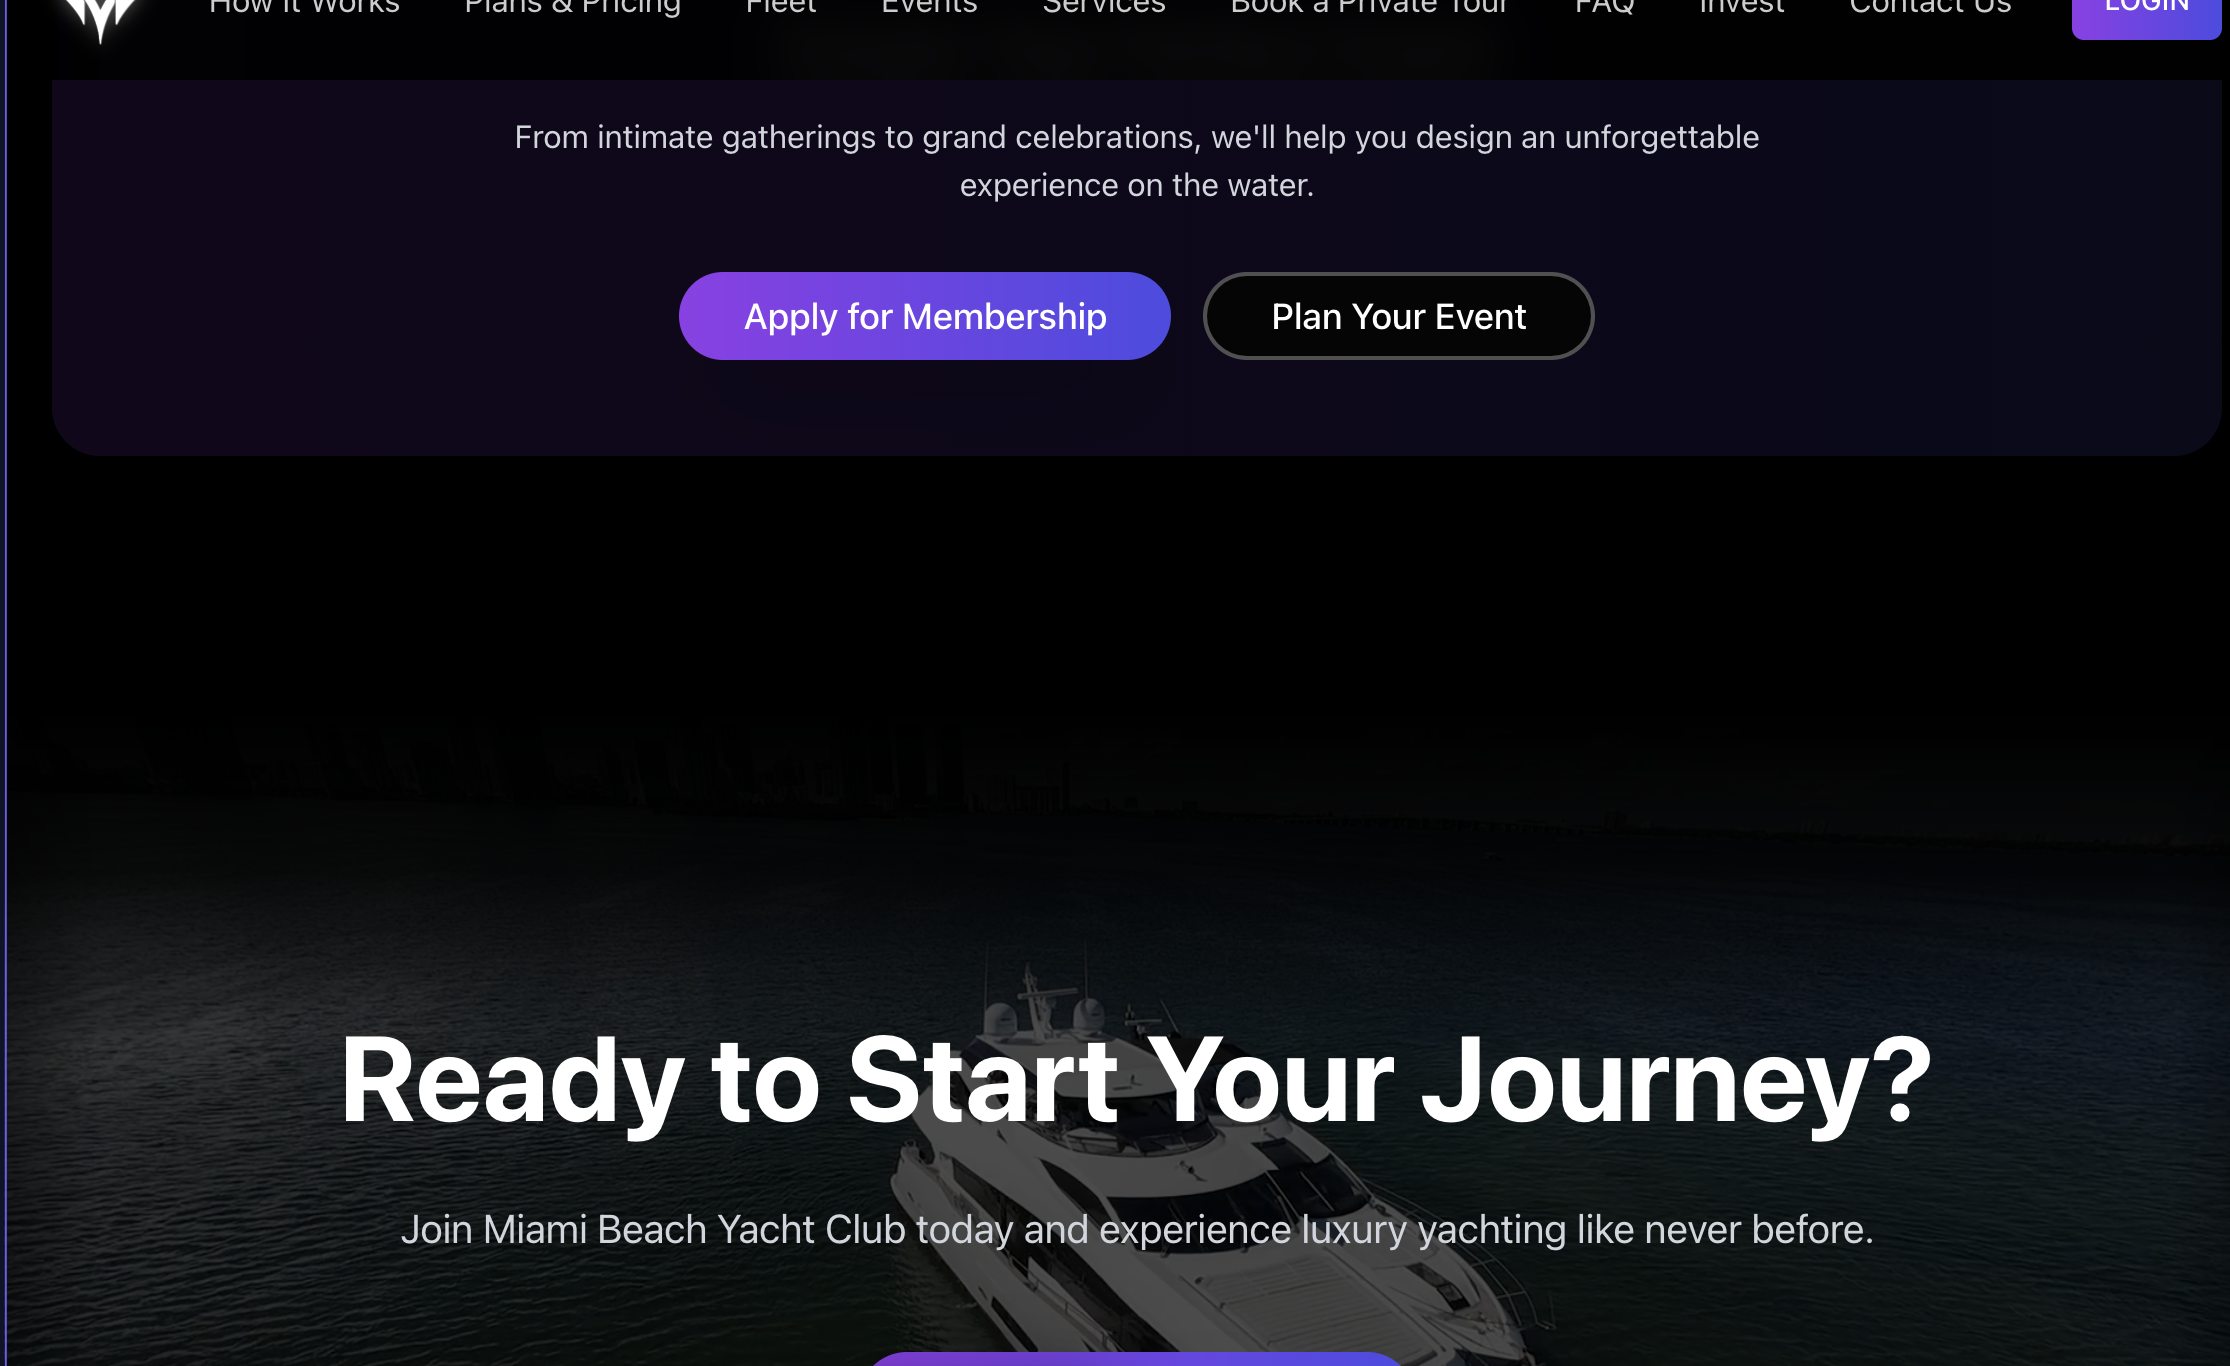 How It Works
Plans & Pricing
Fleet
Events
Services
Book a Private Tour
FAQ
Invest
Contact Us
LOGIN
From intimate gatherings to grand celebrations, we'll help you design an unforgettable
experience on the water.
Apply for Membership
Plan Your Event
Ready to Start Your Journey?
Join Miami Beach Yacht Club today and experience luxury yachting like never before.